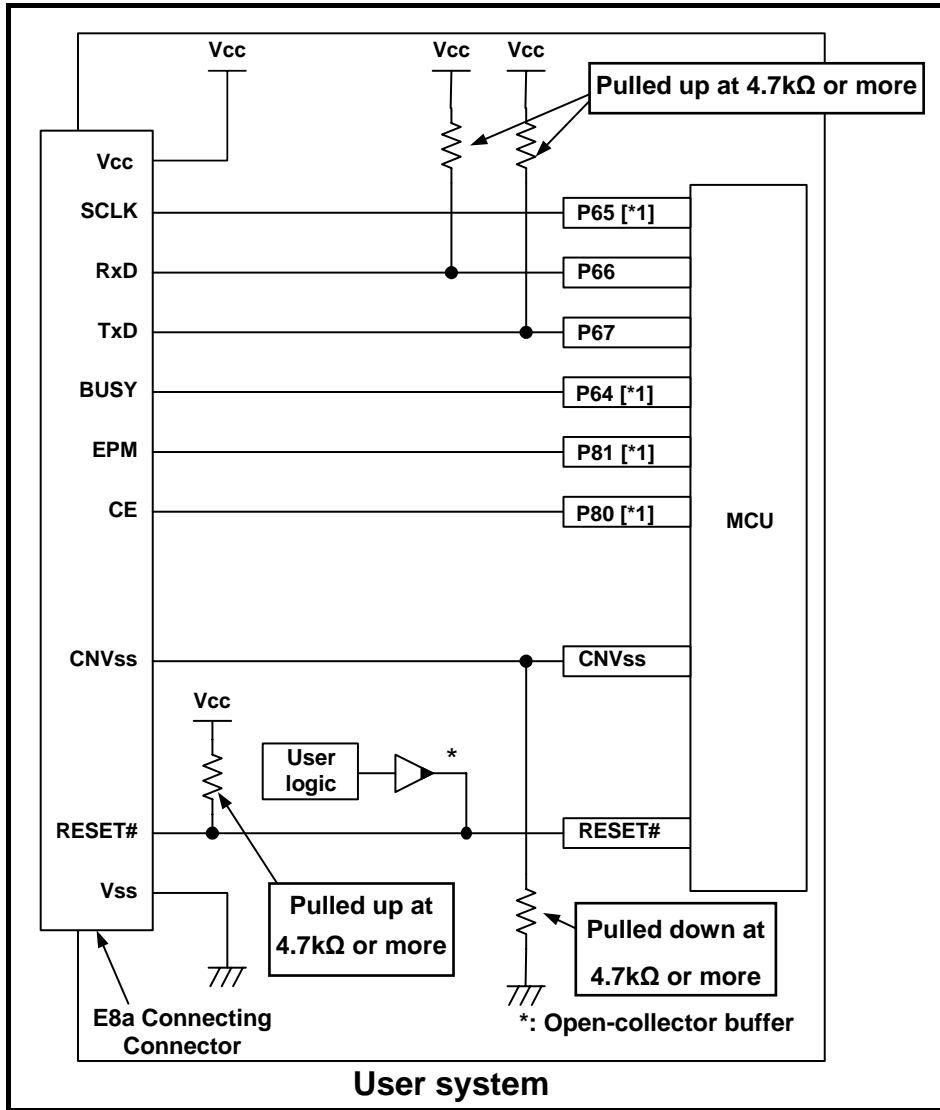 Vcc
Vcc
Vcc
Pulled up at 4.7kΩ or more
Vcc
SCLK
P65 [*1]
RxD
P66
TxD
P67
BUSY
P64 [*1]
EPM
P81 [*1]
CE
P80 [*1]
MCU
CNVss
CNVss
Vcc
User
logic
*
RESET#
RESET#
Vss
Pulled up at
4.7kΩ or more
Pulled down at
4.7kΩ or more
E8a Connecting
Connector
*: Open-collector buffer
User system